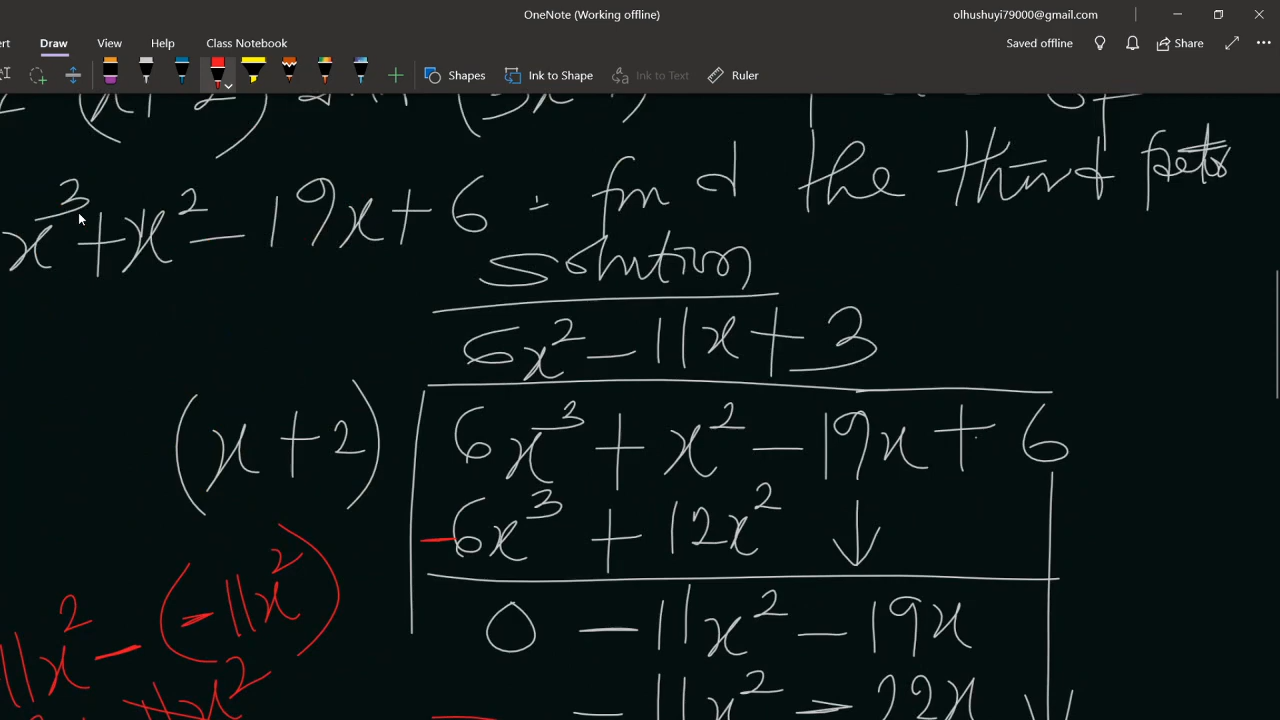 OneNote (Working offline)
olhushuyi79000@gmail.com
Draw View Help Class Notebook
Saved offline
Share
Shapes
Ink to Shape
Ink to Text
Ruler
x³+x²-19x+6 . find the third
solution
6x²-11x+3
(x+2)
6x³+x²-19x+6
-6x³+12x²↓
0-11x²-19x
-11x²-22x↓
11x²-(-11x²)